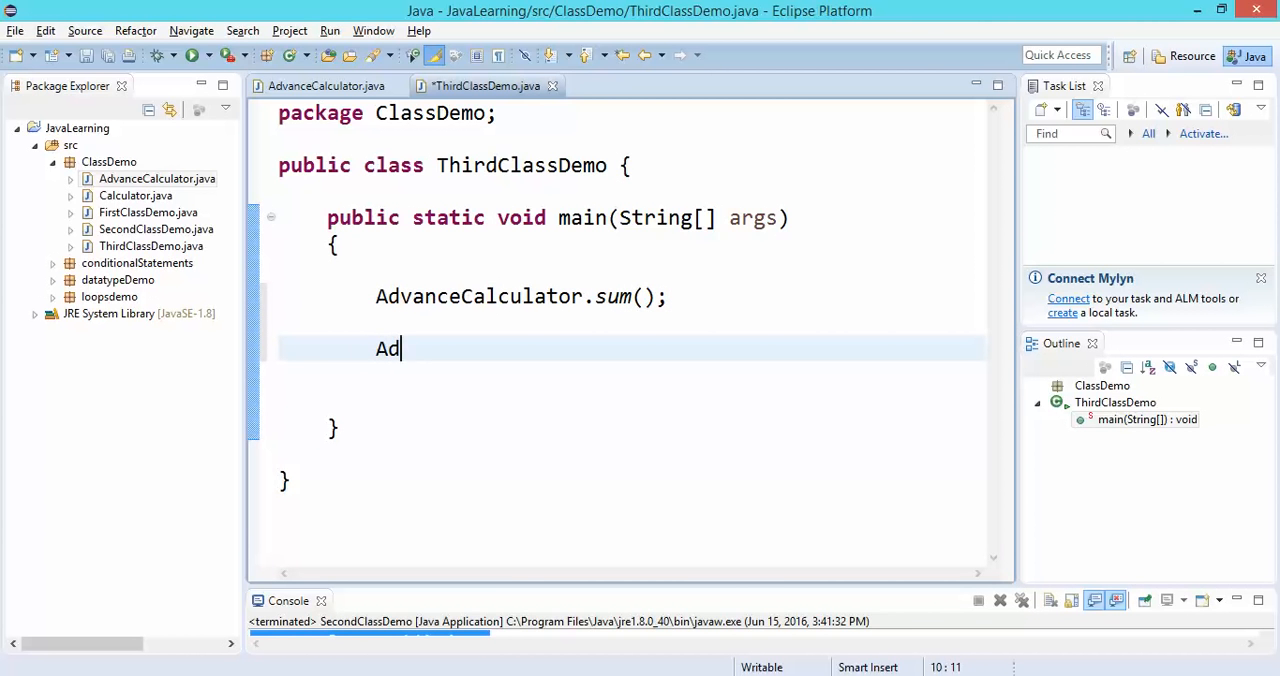 Java - JavaLearning/src/ClassDemo/ThirdClassDemo.java - Eclipse Platform
File Edit Source Refactor Navigate Search Project Run Window Help
Quick Access Resource Java
Package Explorer
JavaLearning
src
ClassDemo
AdvanceCalculator.java
Calculator.java
FirstClassDemo.java
SecondClassDemo.java
ThirdClassDemo.java
conditionalStatements
datatypeDemo
loopsdemo
JRE System Library [JavaSE-1.8]
AdvanceCalculator.java *ThirdClassDemo.java
package ClassDemo;
public class ThirdClassDemo {
public static void main(String[] args)
{
AdvanceCalculator.sum();
Ad
}
}
Task List
Find All Activate...
Connect Mylyn
Connect to your task and ALM tools or
create a local task.
Outline
ClassDemo
ThirdClassDemo
main(String[]) : void
Console
<terminated> SecondClassDemo [Java Application] C:\Program Files\Java\jre1.8.0_40\bin\javaw.exe (Jun 15, 2016, 3:41:32 PM)
Writable Smart Insert 10 : 11